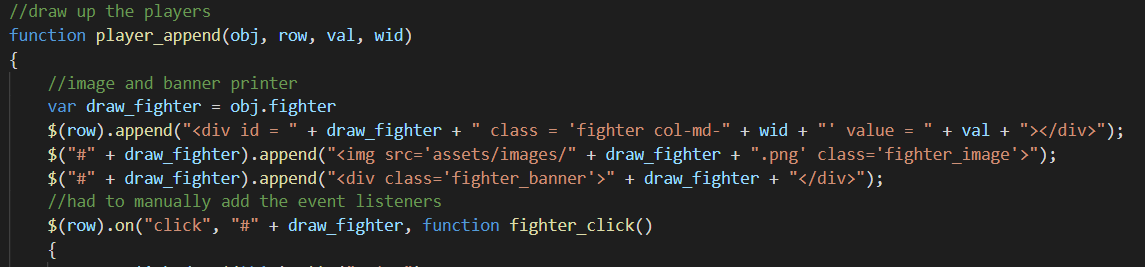 //draw up the players
function player_append(obj, row, val, wid)
{
    //image and banner printer
    var draw_fighter = obj.fighter
    $(row).append("<div id = " + draw_fighter + " class = 'fighter col-md-" + wid + "' value = " + val + "></div>");
    $("#" + draw_fighter).append("<img src='assets/images/" + draw_fighter + ".png' class='fighter_image'>");
    $("#" + draw_fighter).append("<div class='fighter_banner'>" + draw_fighter + "</div>");
    //had to manually add the event listeners
    $(row).on("click", "#" + draw_fighter, function fighter_click()
    {